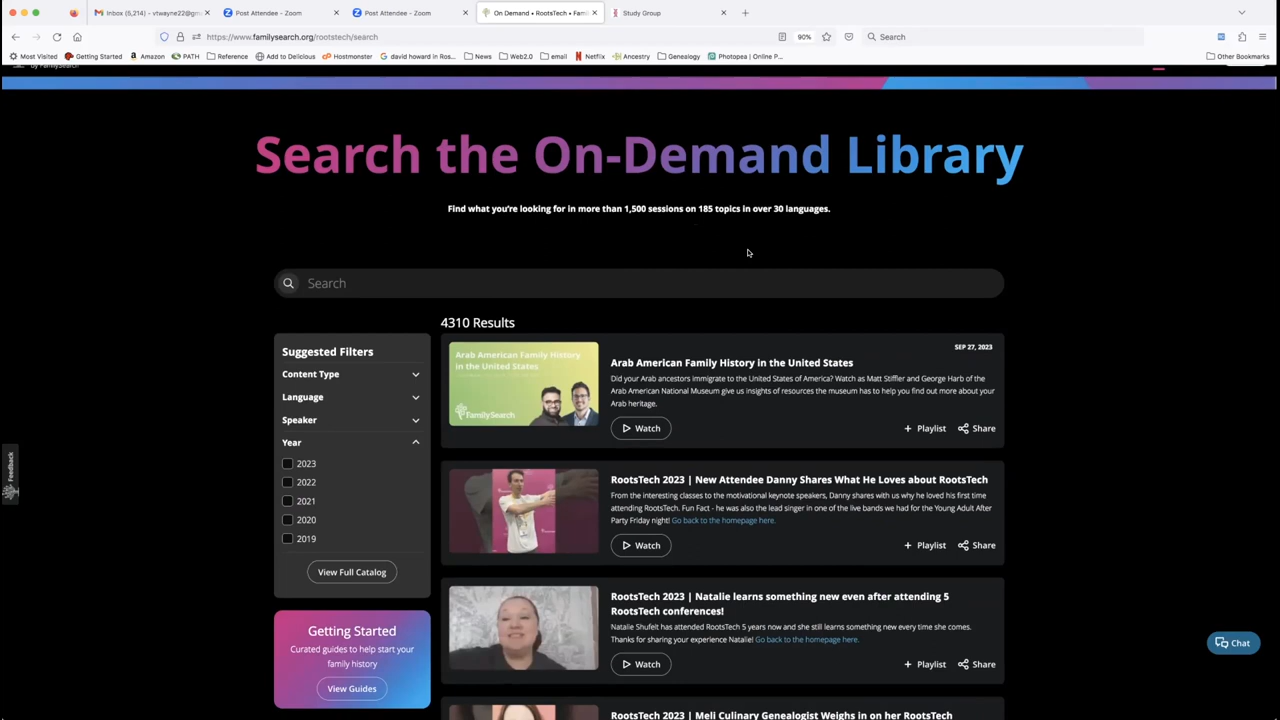 Inbox (5,214) – vtwayne22@gm
Post Attendee - Zoom
Post Attendee - Zoom
On Demand • RootsTech • Fam
Study Group
https://www.familysearch.org/rootstech/search
90%
Search
Most Visited
Getting Started
Amazon
PATH
Reference
Add to Delicious
Hostmonster
david howard in Ros...
News
Web2.0
email
Netflix
Ancestry
Genealogy
Photopea | Online P...
Other Bookmarks
by FamilySearch
Search the On-Demand Library
Find what you're looking for in more than 1,500 sessions on 185 topics in over 30 languages.
Search
4310 Results
Suggested Filters
Content Type
Language
Speaker
Year
2023
2022
2021
2020
2019
View Full Catalog
Getting Started
Curated guides to help start your
family history
View Guides
Arab American Family History
in the United States
FamilySearch
SEP 27, 2023
Arab American Family History in the United States
Did your Arab ancestors immigrate to the United States of America? Watch as Matt Stiffler and George Harb of the
Arab American National Museum give us insights of resources the museum has to help you find out more about your
Arab heritage.
Watch
Playlist
Share
RootsTech 2023 | New Attendee Danny Shares What He Loves about RootsTech
From the interesting classes to the motivational keynote speakers, Danny shares with us why he loved his first time
attending RootsTech. Fun Fact - he was also the lead singer in one of the live bands we had for the Young Adult After
Party Friday night! Go back to the homepage here.
Watch
Playlist
Share
RootsTech 2023 | Natalie learns something new even after attending 5
RootsTech conferences!
Natalie Shufelt has attended RootsTech 5 years now and she still learns something new every time she comes.
Thanks for sharing your experience Natalie! Go back to the homepage here.
Watch
Playlist
Share
RootsTech 2023 | Meli Culinary Genealogist Weighs in on her RootsTech
Feedback
Chat